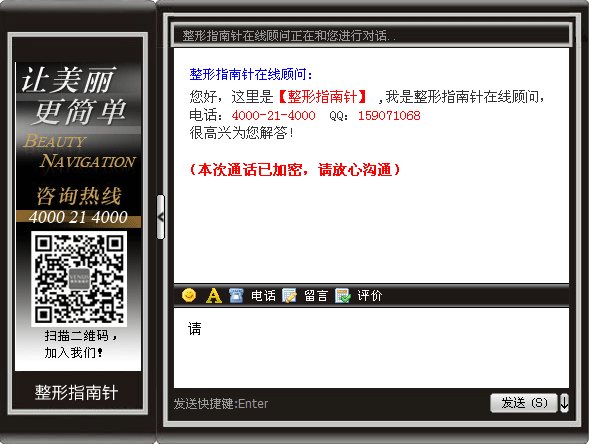 让美丽
更简单
BEAUTY
NAVIGATION
咨询热线
4000 21 4000
VENUS
扫描二维码，
加入我们！
整形指南针
整形指南针在线顾问正在和您进行对话..
整形指南针在线顾问：
您好，这里是【整形指南针】,我是整形指南针在线顾问，
电话：4000-21-4000 QQ：159071068
很高兴为您解答！
(本次通话已加密，请放心沟通)
A 电话 留言 评价
请
发送快捷键:Enter
发送 (S)